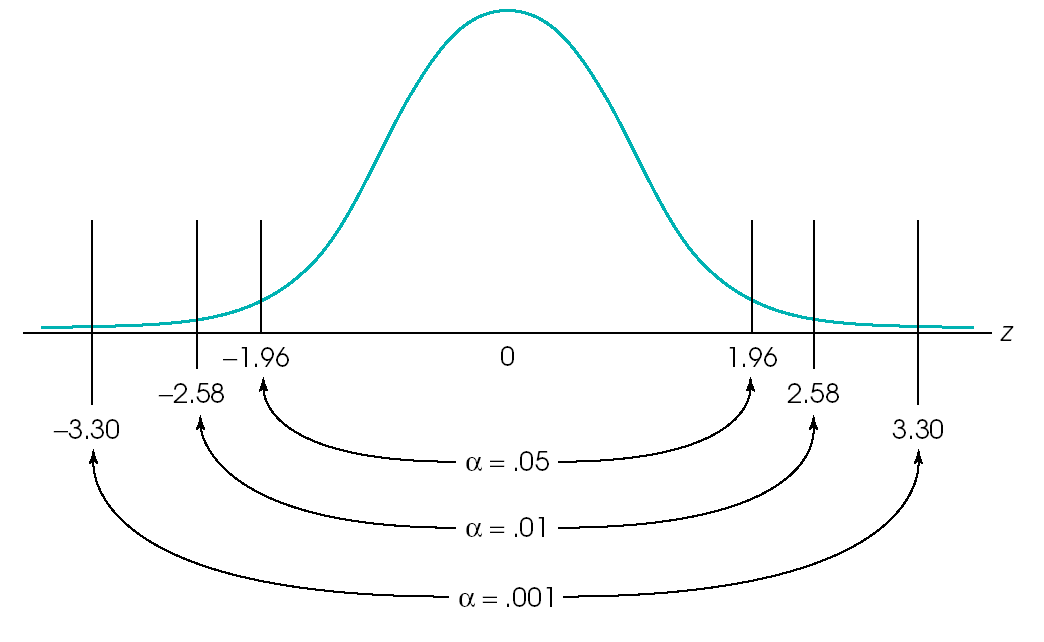 z
–1.96 0 1.96
–2.58 2.58
–3.30 3.30
α = .05
α = .01
α = .001